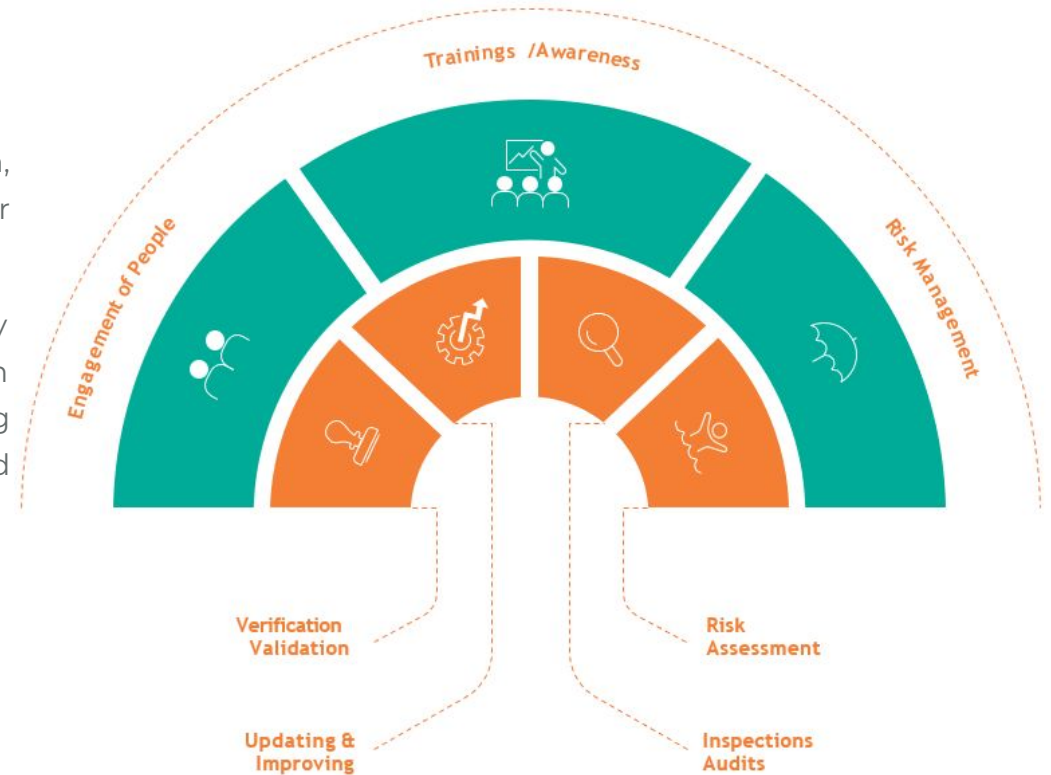 Trainings /Awareness
Engagement of People
Risk Management
r
y
g
d
Verification
Validation
Risk
Assessment
Updating &
Improving
Inspections
Audits